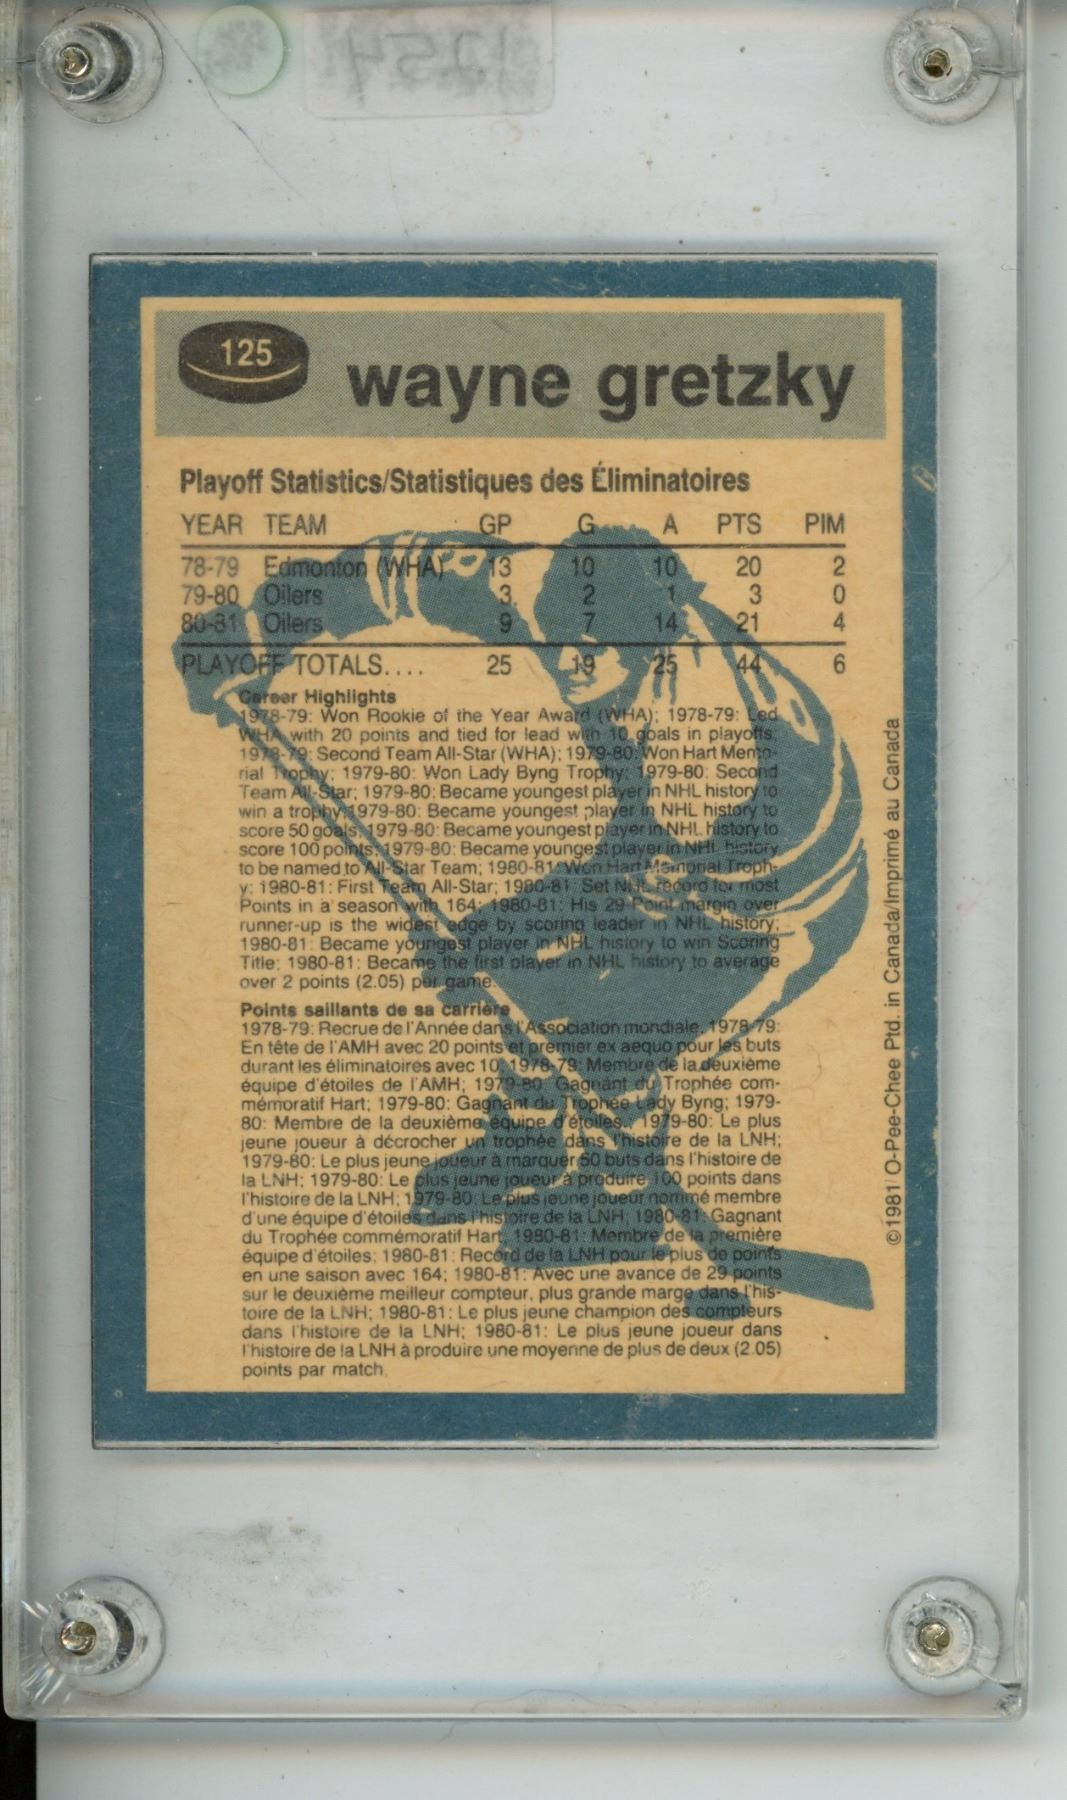 125
wayne gretzky
Playoff Statistics/Statistiques des Éliminatoires
YEAR TEAM GP G A PTS PIM
78-79 Edmonton (WHA) 13 10 10 20 2
79-80 Oilers 3 2 1 3 0
80-81 Oilers 9 7 14 21 4
PLAYOFF TOTALS.... 25 19 25 44 6
Career Highlights
1978-79: Won Rookie of the Year Award (WHA); 1978-79: Led
WHA with 20 points and tied for lead with 10 goals in playoffs;
1978-79: Second Team All-Star (WHA); 1979-80: Won Hart Memo-
rial Trophy; 1979-80: Won Lady Byng Trophy; 1979-80: Second
Team All-Star; 1979-80: Became youngest player in NHL history to
win a trophy; 1979-80: Became youngest player in NHL history to
score 50 goals; 1979-80: Became youngest player in NHL history to
score 100 points; 1979-80: Became youngest player in NHL history
to be named to All-Star Team; 1980-81: Won Hart Memorial Troph-
y; 1980-81: First Team All-Star; 1980-81: Set NHL record for most
Points in a season with 164; 1980-81: His 29 Point margin over
runner-up is the widest edge by scoring leader in NHL history;
1980-81: Became youngest player in NHL history to win Scoring
Title; 1980-81: Became the first player in NHL history to average
over 2 points (2.05) per game.
Points saillants de sa carrière
1978-79: Recrue de l'Année dans l'Association mondiale, 1978-79:
En tête de l'AMH avec 20 points et premier ex aequo pour les buts
durant les éliminatoires avec 10; 1978-79: Membre de la deuxième
équipe d'étoiles de l'AMH; 1979-80: Gagnant du Trophée com-
mémoratif Hart; 1979-80: Gagnant du Trophée Lady Byng; 1979-
80: Membre de la deuxième équipe d'étoiles; 1979-80: Le plus
jeune joueur à décrocher un trophée dans l'histoire de la LNH;
1979-80: Le plus jeune joueur à marquer 50 buts dans l'histoire de
la LNH; 1979-80: Le plus jeune joueur à produire 100 points dans
l'histoire de la LNH; 1979-80: Le plus jeune joueur nommé membre
d'une équipe d'étoiles dans l'histoire de la LNH; 1980-81: Gagnant
du Trophée commémoratif Hart; 1980-81: Membre de la première
équipe d'étoiles; 1980-81: Record de la LNH pour le plus de points
en une saison avec 164; 1980-81: Avec une avance de 29 points
sur le deuxième meilleur compteur, plus grande marge dans l'his-
toire de la LNH; 1980-81: Le plus jeune champion des compteurs
dans l'histoire de la LNH; 1980-81: Le plus jeune joueur dans
l'histoire de la LNH à produire une moyenne de plus de deux (2.05)
points par match.
©1981 O-Pee-Chee Ptd. in Canada/Imprimé au Canada